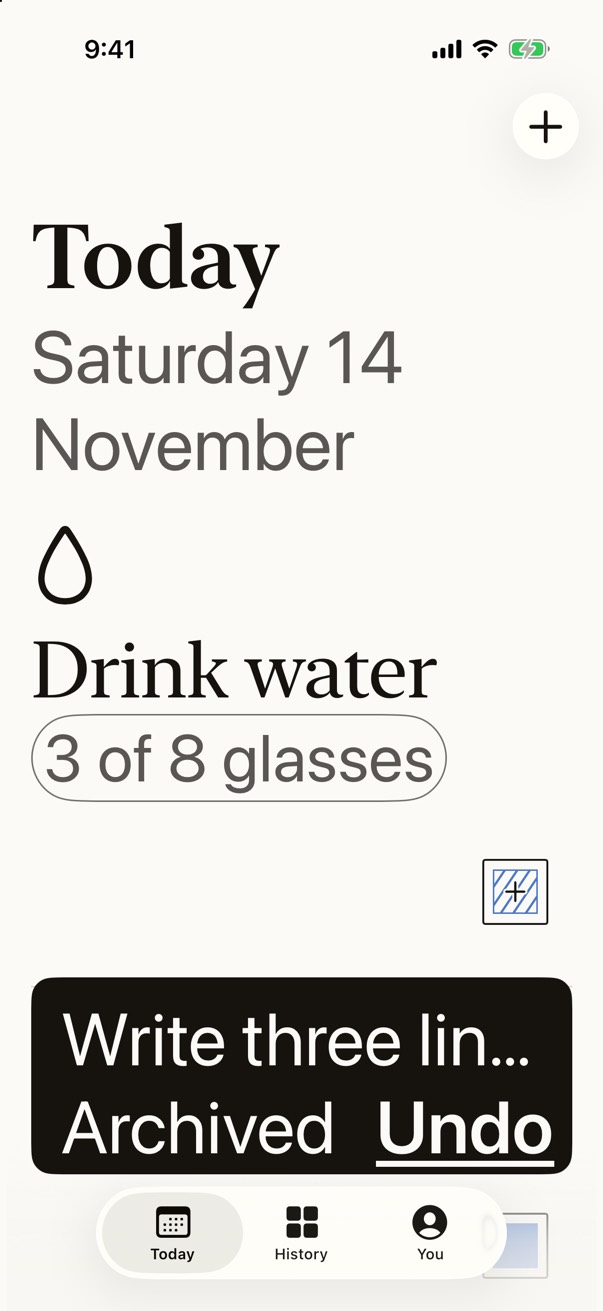 9:41
Today
Saturday 14
November
Drink water
3 of 8 glasses
Write three lin...
Archived Undo
Today
History
You